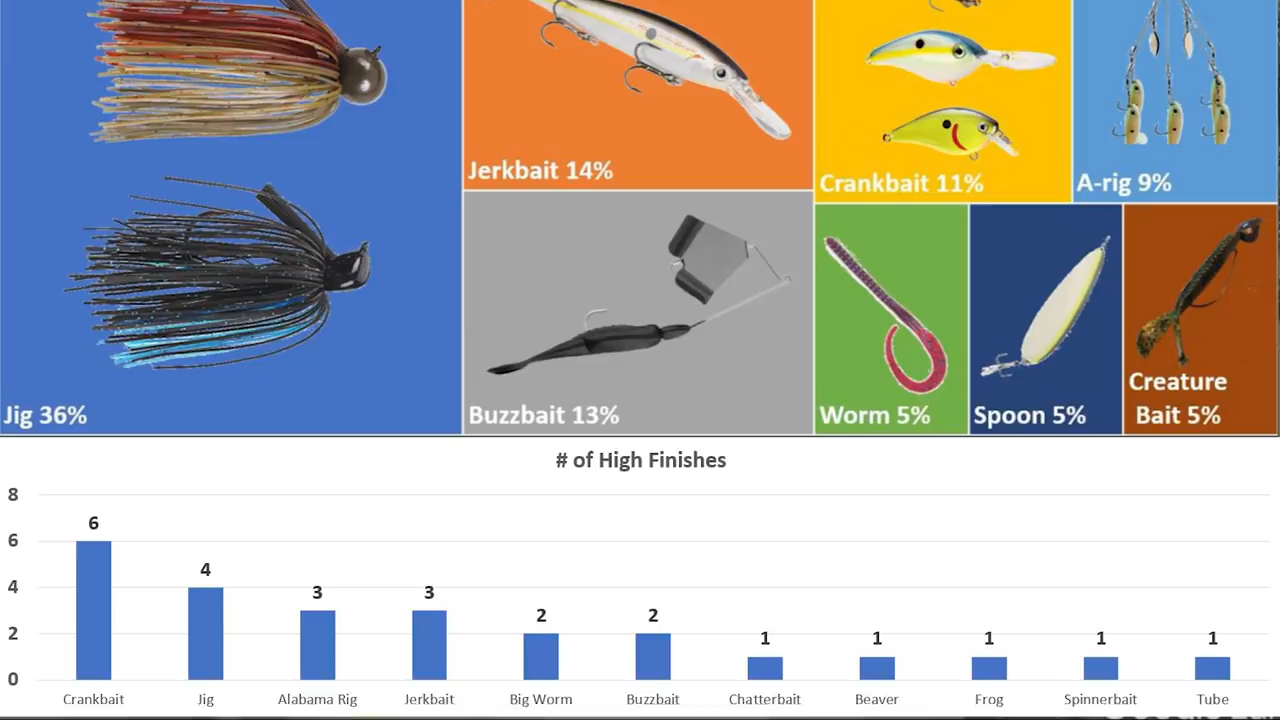 Jerkbait 14%
Crankbait 11%
A-rig 9%
Jig 36%
Buzzbait 13%
Worm 5%
Spoon 5%
Creature
Bait 5%
# of High Finishes
8
6
4
2
0
6
4
3
3
2
2
1
1
1
1
1
Crankbait
Jig
Alabama Rig
Jerkbait
Big Worm
Buzzbait
Chatterbait
Beaver
Frog
Spinnerbait
Tube